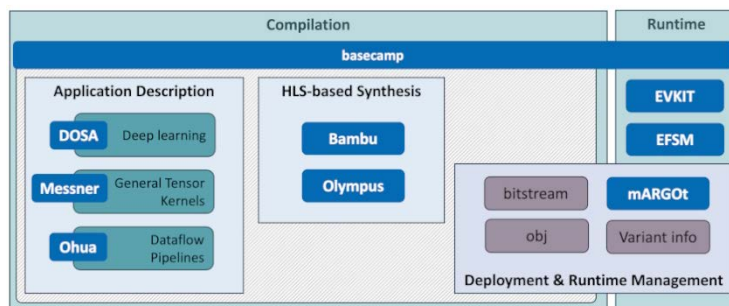 Compilation
Runtime
basecamp
Application Description
DOSA
Deep learning
Messner
General Tensor
Kernels
Ohua
Dataflow
Pipelines
HLS-based Synthesis
Bambu
Olympus
EVKIT
EFSM
bitstream
mARGOt
obj
Variant info
Deployment & Runtime Management